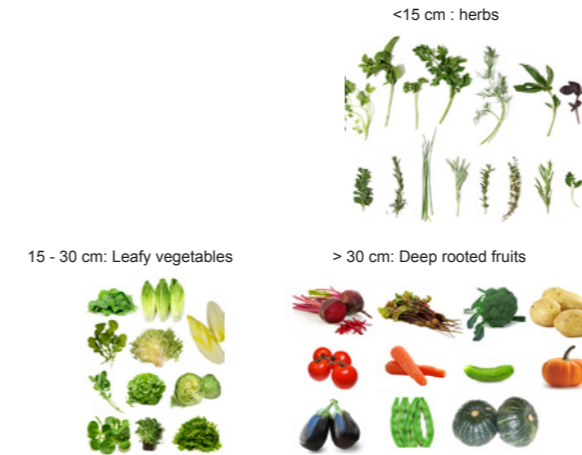 <15 cm : herbs
15 - 30 cm: Leafy vegetables
> 30 cm: Deep rooted fruits